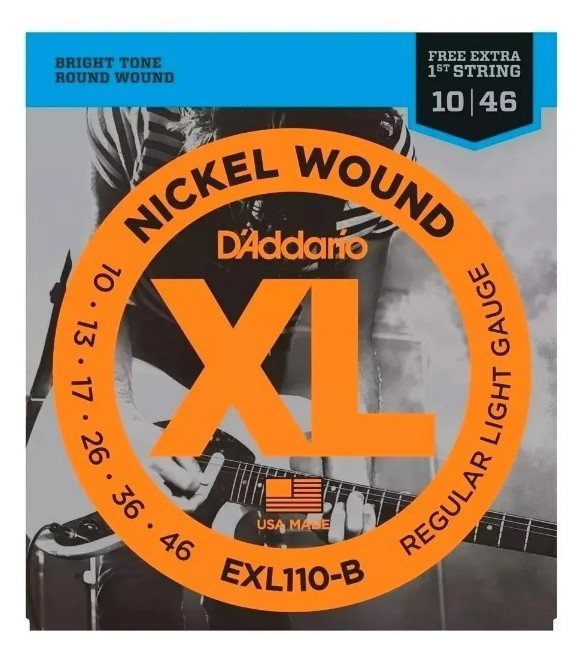 BRIGHT TONE
ROUND WOUND
FREE EXTRA
1ST STRING
10|46
NICKEL WOUND
D'Addario
XL
10 • 13 • 17 • 26 • 36 • 46
REGULAR LIGHT GAUGE
USA MADE
EXL110-B